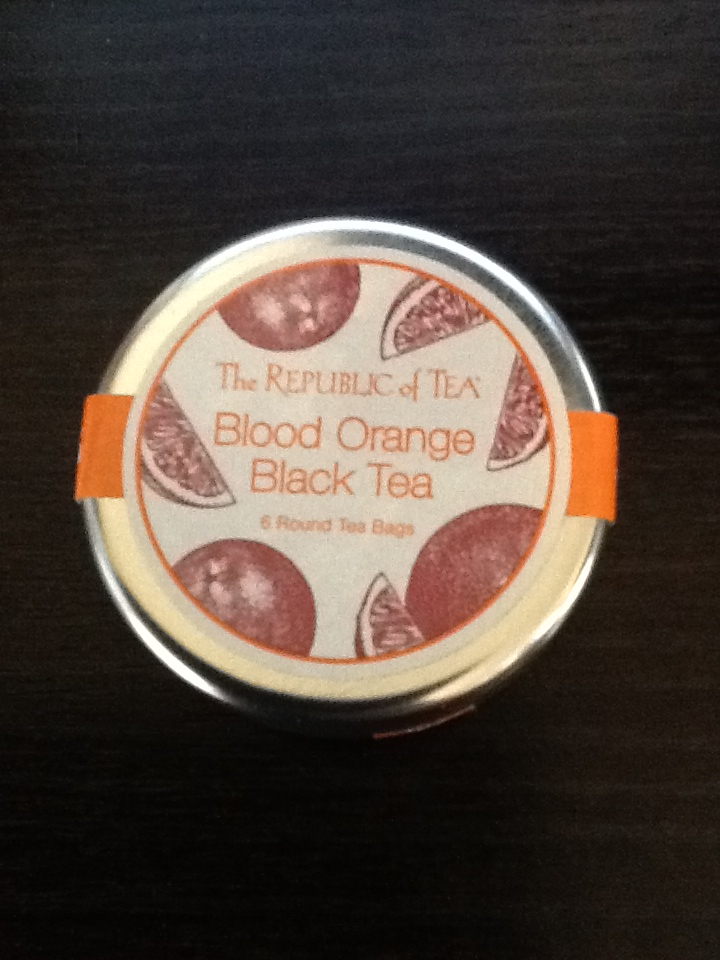 The REPUBLIC of TEA
Blood Orange
Black Tea
6 Round Tea Bags